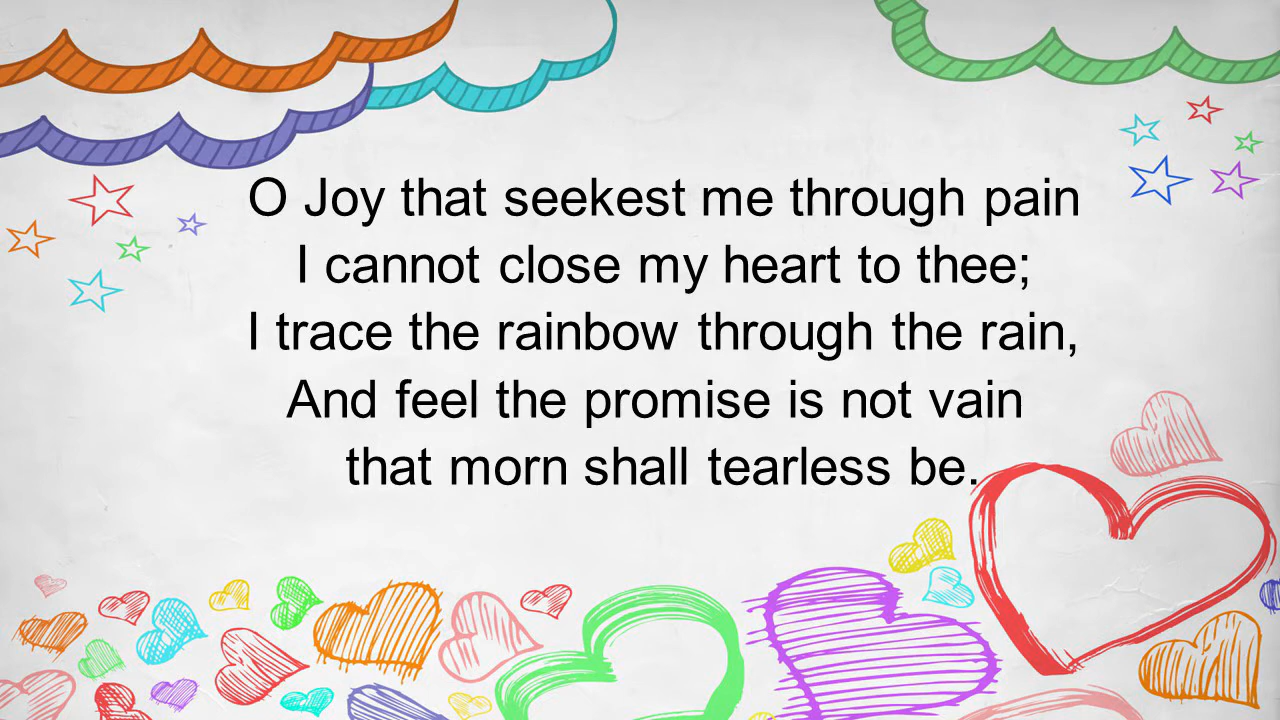 O Joy that seekest me through pain
I cannot close my heart to thee;
I trace the rainbow through the rain,
And feel the promise is not vain
that morn shall tearless be.